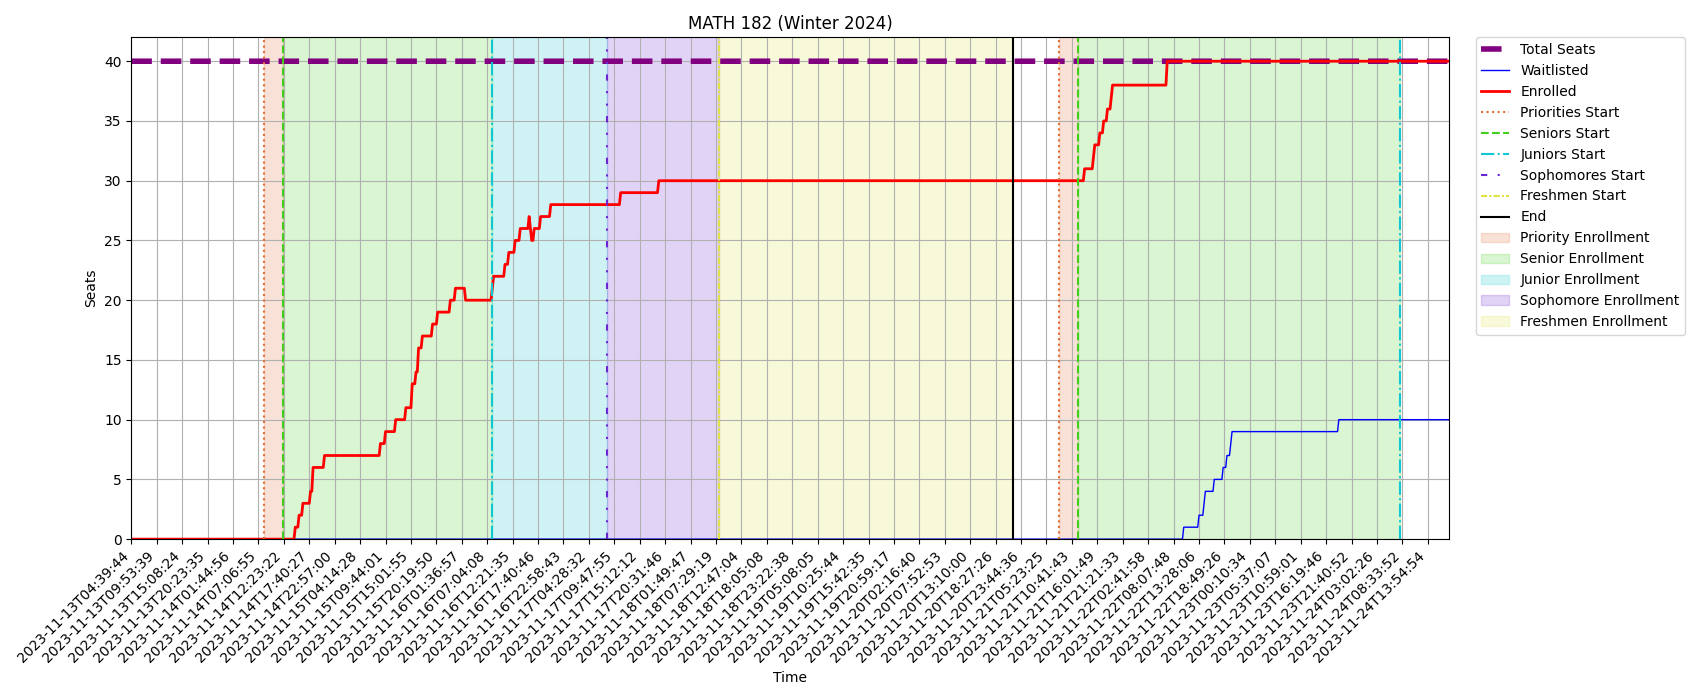 MATH 182 (Winter 2024)
Seats
40
35
30
25
20
15
10
5
0
2023-11-13T04:39:44
2023-11-13T09:53:39
2023-11-13T15:08:24
2023-11-13T20:23:35
2023-11-14T01:44:56
2023-11-14T07:06:55
2023-11-14T12:23:22
2023-11-14T17:40:27
2023-11-14T22:57:00
2023-11-15T04:14:28
2023-11-15T09:44:01
2023-11-15T15:01:55
2023-11-15T20:19:50
2023-11-16T01:36:57
2023-11-16T07:04:08
2023-11-16T12:21:35
2023-11-16T17:40:46
2023-11-16T22:58:43
2023-11-17T04:28:32
2023-11-17T09:47:55
2023-11-17T15:12:12
2023-11-17T20:31:46
2023-11-18T01:49:47
2023-11-18T07:29:19
2023-11-18T12:47:04
2023-11-18T18:05:08
2023-11-18T23:22:38
2023-11-19T05:08:05
2023-11-19T10:25:44
2023-11-19T15:42:35
2023-11-19T20:59:17
2023-11-20T02:16:40
2023-11-20T07:52:53
2023-11-20T13:10:00
2023-11-20T18:27:26
2023-11-20T23:44:36
2023-11-21T05:23:25
2023-11-21T10:41:43
2023-11-21T16:01:49
2023-11-21T21:21:33
2023-11-22T02:41:58
2023-11-22T08:07:48
2023-11-22T13:28:06
2023-11-22T18:49:26
2023-11-23T00:10:34
2023-11-23T05:37:07
2023-11-23T10:59:01
2023-11-23T16:19:46
2023-11-23T21:40:52
2023-11-24T03:02:26
2023-11-24T08:33:52
2023-11-24T13:54:54
Time
Total Seats
Waitlisted
Enrolled
Priorities Start
Seniors Start
Juniors Start
Sophomores Start
Freshmen Start
End
Priority Enrollment
Senior Enrollment
Junior Enrollment
Sophomore Enrollment
Freshmen Enrollment